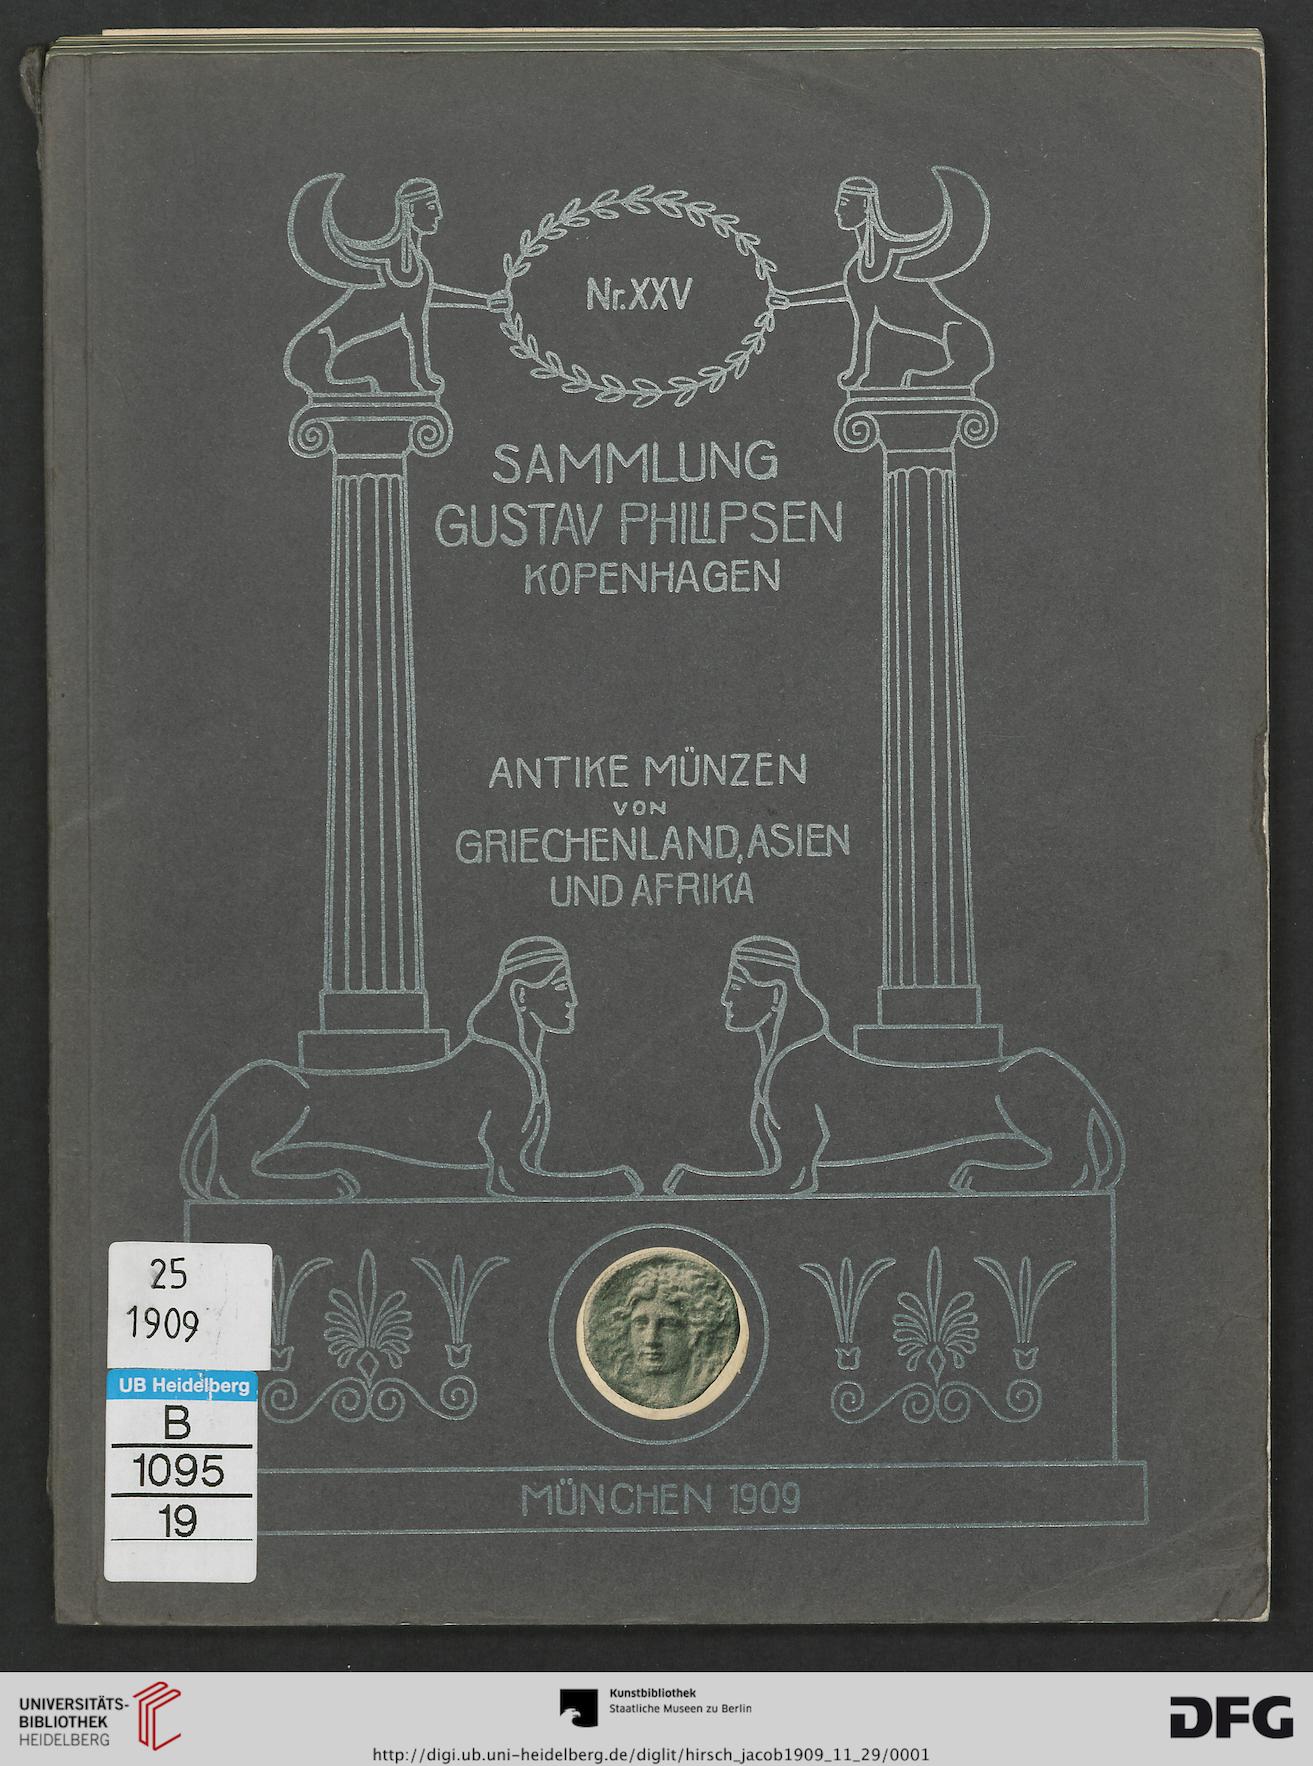 Nr. XXV
SAMMLUNG
GUSTAV PHILIPSEN
KOPENHAGEN
ANTIKE MÜNZEN
VON
GRIECHENLAND, ASIEN
UND AFRIKA
25
1909
UB Heidelberg
B
1095
19
MÜNCHEN 1909
UNIVERSITÄTS-
BIBLIOTHEK
HEIDELBERG
Kunstbibliothek
Staatliche Museen zu Berlin
DFG
http://digi.ub.uni-heidelberg.de/diglit/hirsch_jacob1909_11_29/0001